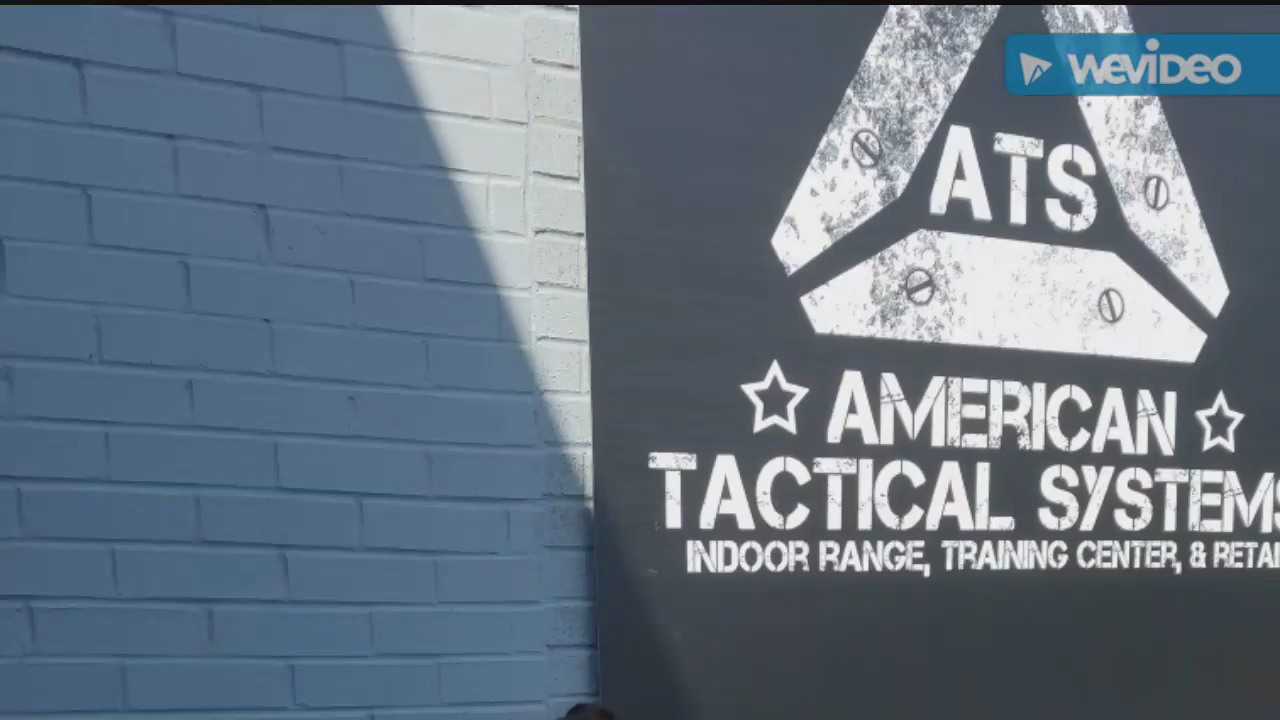 WEVIDEO
ATS
AMERICAN
TACTICAL SYSTEMS
INDOOR RANGE, TRAINING CENTER, & RETAI